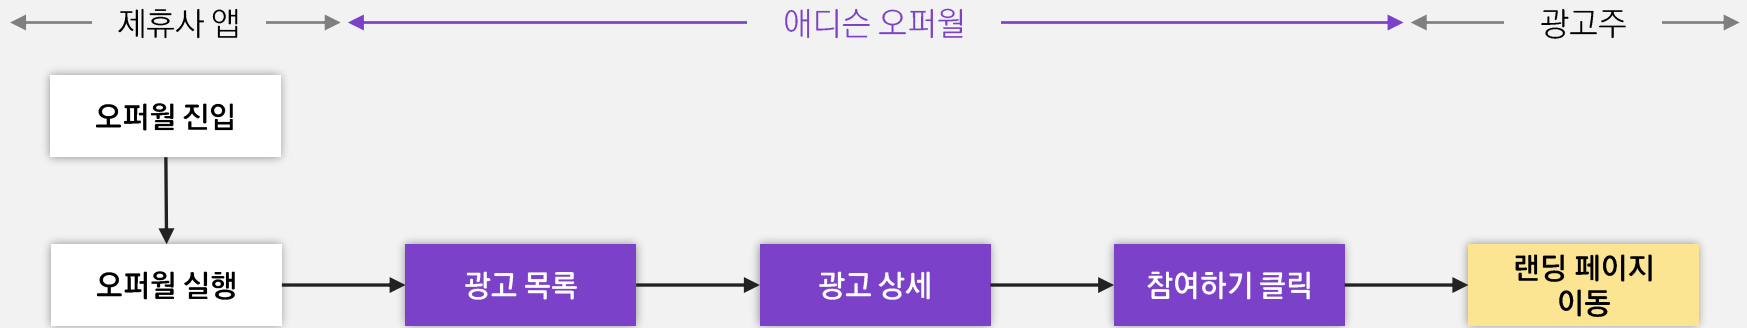 제휴사 앱
애디슨 오퍼월
광고주
오퍼월 진입
오퍼월 실행
광고 목록
광고 상세
참여하기 클릭
랜딩 페이지
이동